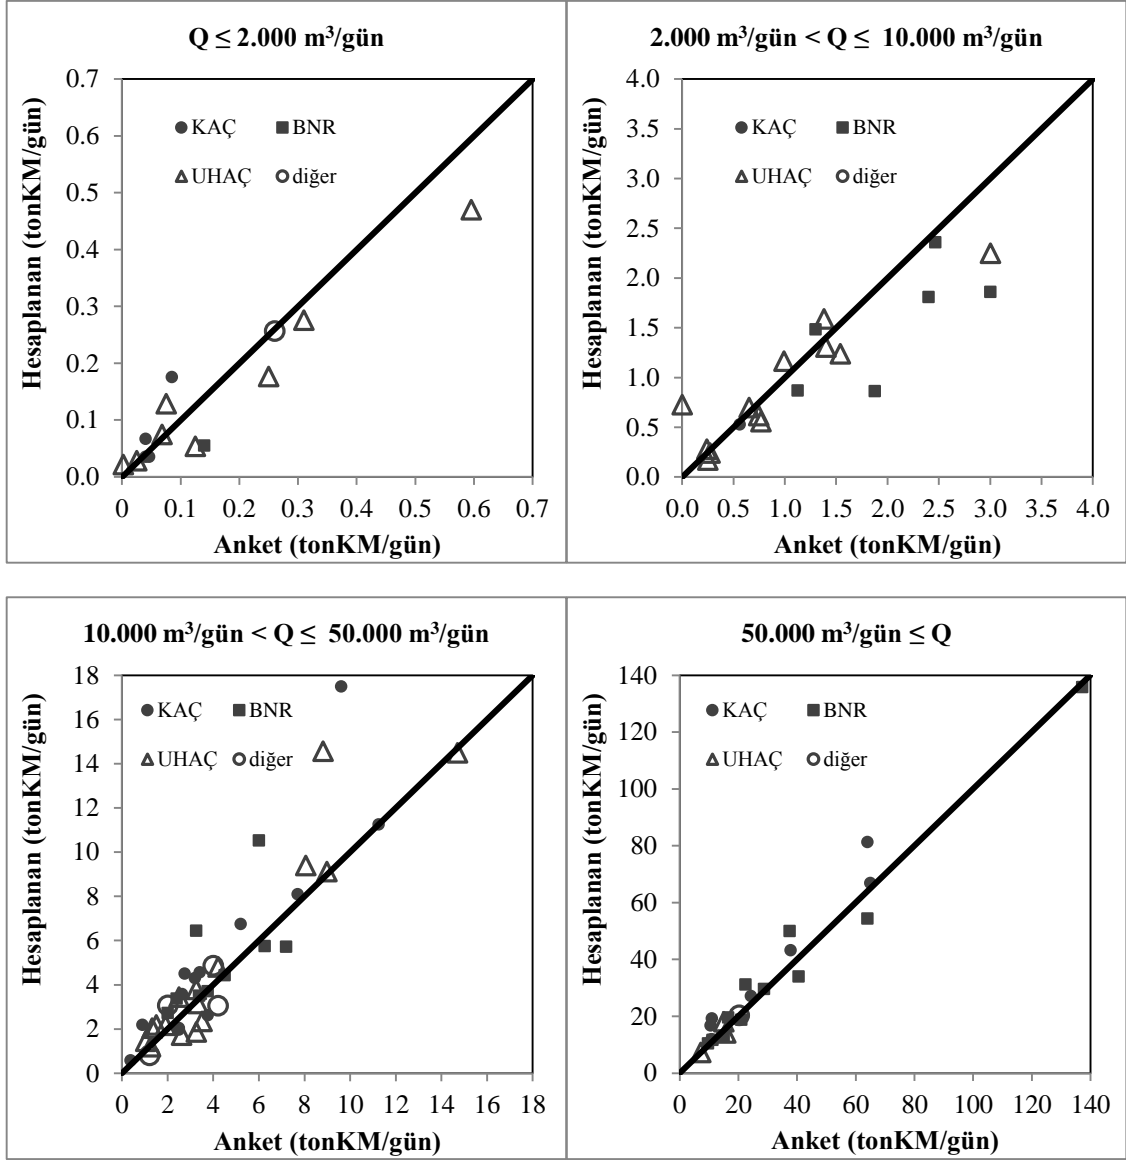 Q ≤ 2.000 m³/gün
Hesaplanan (tonKM/gün)
0.7
0.6
0.5
0.4
0.3
0.2
0.1
0.0
KAÇ BNR
UHAÇ diğer
0 0.1 0.2 0.3 0.4 0.5 0.6 0.7
Anket (tonKM/gün)
2.000 m³/gün < Q ≤ 10.000 m³/gün
Hesaplanan (tonKM/gün)
4.0
3.5
3.0
2.5
2.0
1.5
1.0
0.5
0.0
KAÇ BNR
UHAÇ diğer
0.0 0.5 1.0 1.5 2.0 2.5 3.0 3.5 4.0
Anket (tonKM/gün)
10.000 m³/gün < Q ≤ 50.000 m³/gün
Hesaplanan (tonKM/gün)
18
16
14
12
10
8
6
4
2
0
KAÇ BNR
UHAÇ diğer
0 2 4 6 8 10 12 14 16 18
Anket (tonKM/gün)
50.000 m³/gün ≤ Q
Hesaplanan (tonKM/gün)
140
120
100
80
60
40
20
0
KAÇ BNR
UHAÇ diğer
0 20 40 60 80 100 120 140
Anket (tonKM/gün)